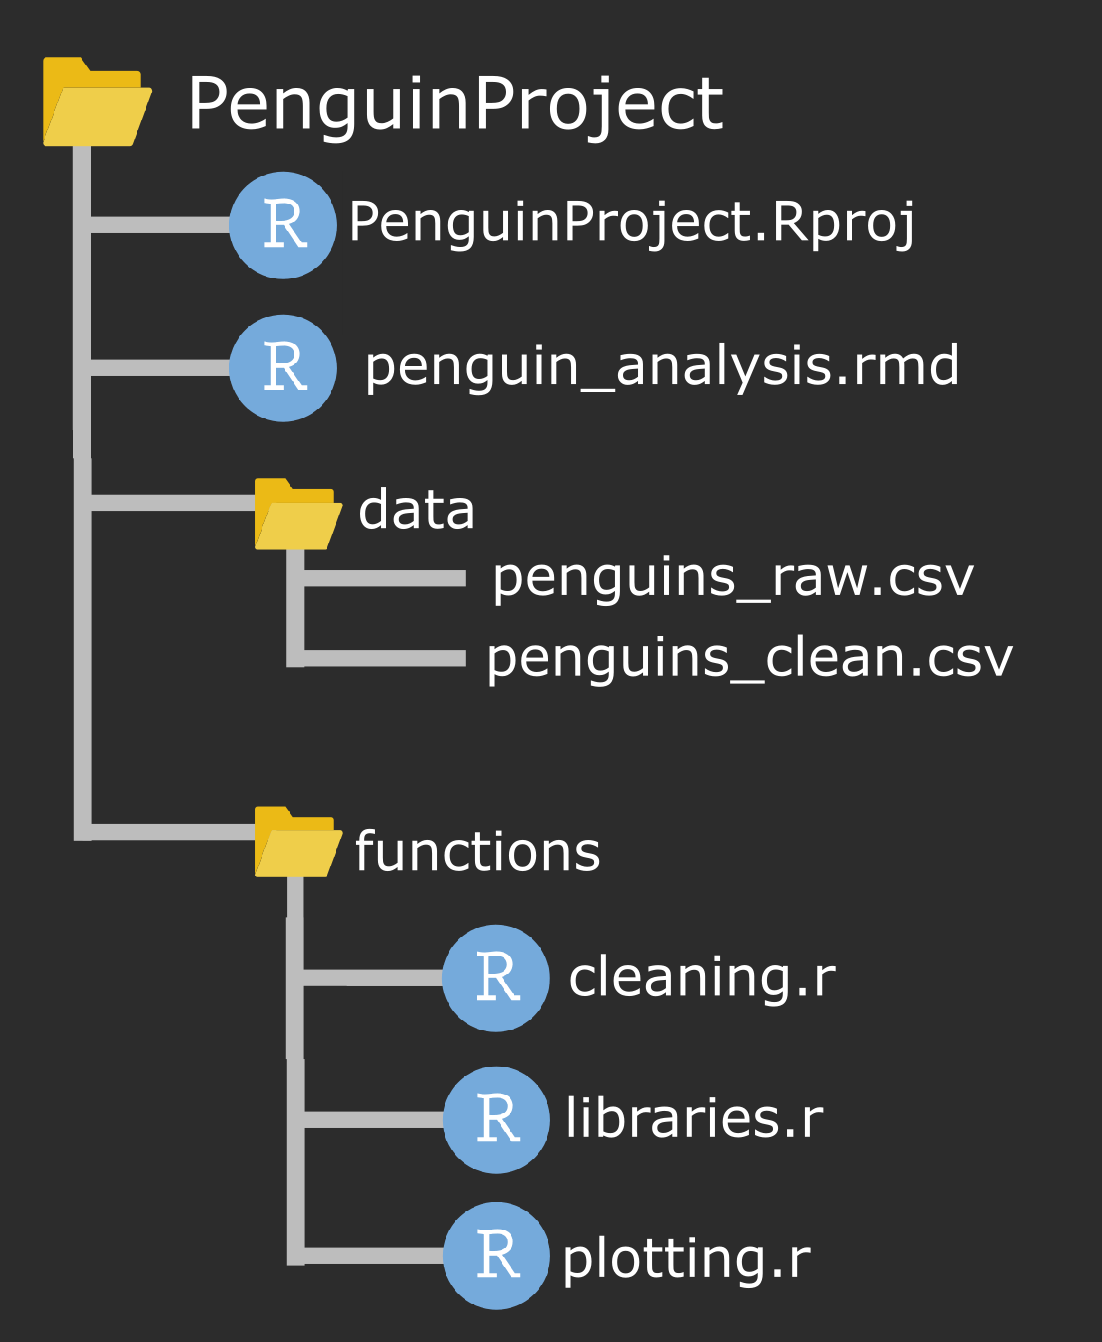 PenguinProject
R PenguinProject.Rproj
R penguin_analysis.rmd
data
penguins_raw.csv
penguins_clean.csv
functions
R cleaning.r
R libraries.r
R plotting.r